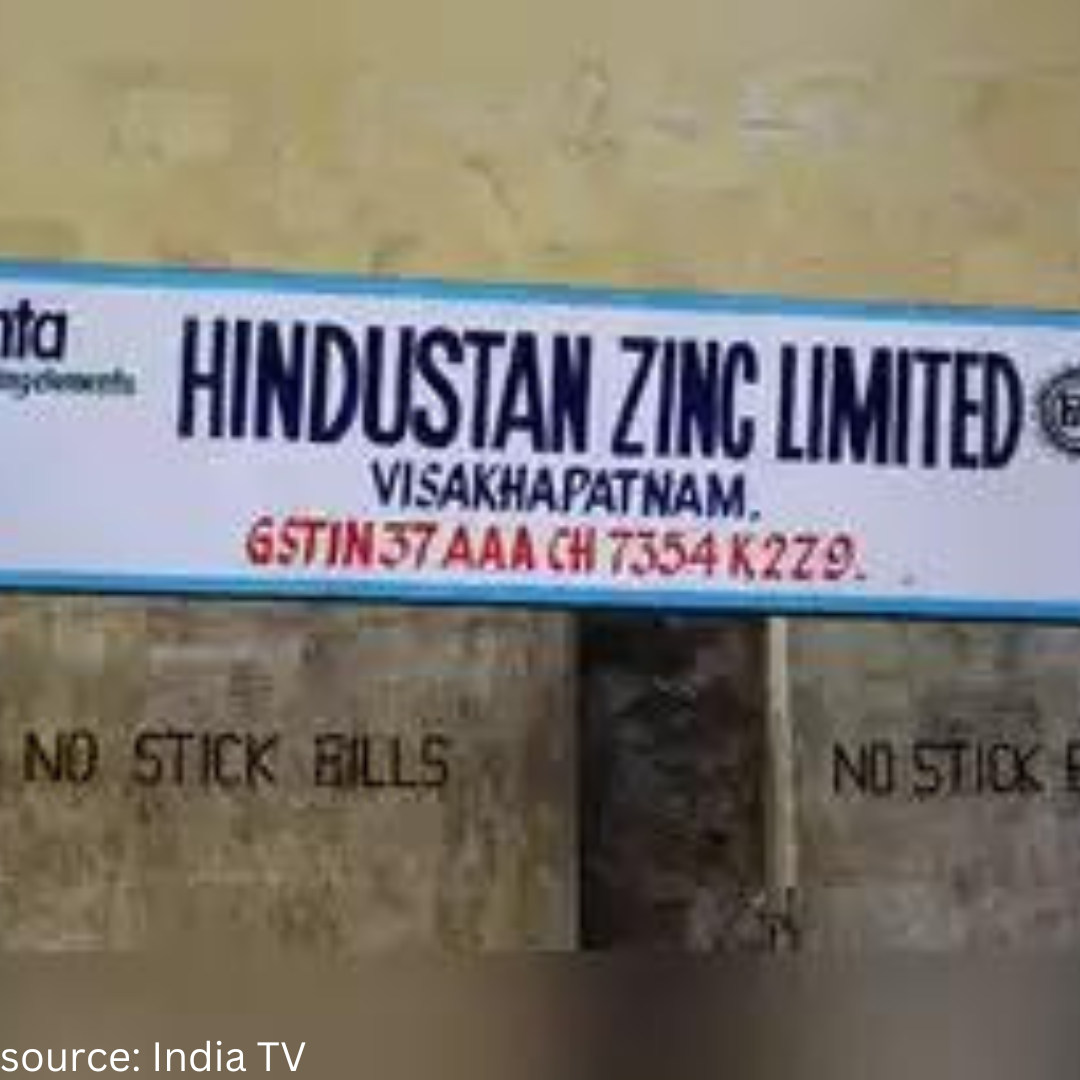 nta
HINDUSTAN ZINC LIMITED
VISAKHAPATNAM.
GSTIN 37 AAA CH 7354 K2Z9.
NO STICK BILLS
NO STICK
source: India TV